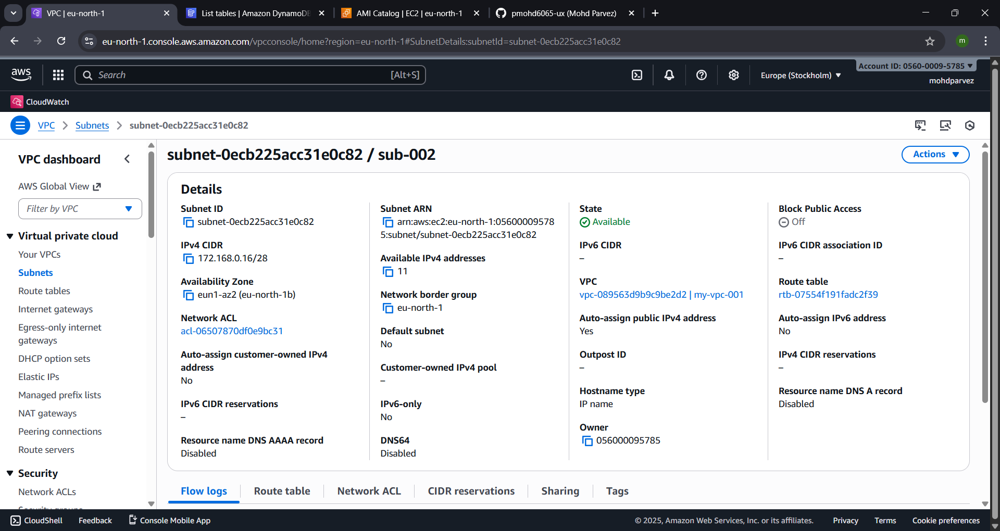 VPC | eu-north-1
List tables | Amazon DynamoDB
AMI Catalog | EC2 | eu-north-1
pmohd6065-ux (Mohd Parvez)
eu-north-1.console.aws.amazon.com/vpcconsole/home?region=eu-north-1#SubnetDetails:subnetId=subnet-0ecb225acc31e0c82
m
aws
Search
[Alt+S]
Europe (Stockholm)
Account ID: 0560-0009-5785
mohdparvez
CloudWatch
VPC
Subnets
subnet-0ecb225acc31e0c82
VPC dashboard
AWS Global View
Filter by VPC
Virtual private cloud
Your VPCs
Subnets
Route tables
Internet gateways
Egress-only internet
gateways
DHCP option sets
Elastic IPs
Managed prefix lists
NAT gateways
Peering connections
Route servers
Security
Network ACLs
Security groups
subnet-0ecb225acc31e0c82 / sub-002
Actions
Details
Subnet ID
subnet-0ecb225acc31e0c82
IPv4 CIDR
172.168.0.16/28
Availability Zone
eun1-az2 (eu-north-1b)
Network ACL
acl-06507870df0e9bc31
Auto-assign customer-owned IPv4
address
No
IPv6 CIDR reservations
–
Resource name DNS AAAA record
Disabled
Subnet ARN
arn:aws:ec2:eu-north-1:05600009578
5:subnet/subnet-0ecb225acc31e0c82
Available IPv4 addresses
11
Network border group
eu-north-1
Default subnet
No
Customer-owned IPv4 pool
–
IPv6-only
No
DNS64
Disabled
State
Available
IPv6 CIDR
–
VPC
vpc-089563d9b9c9be2d2 | my-vpc-001
Auto-assign public IPv4 address
Yes
Outpost ID
–
Hostname type
IP name
Owner
056000095785
Block Public Access
Off
IPv6 CIDR association ID
–
Route table
rtb-07554f191fadc2f39
Auto-assign IPv6 address
No
IPv4 CIDR reservations
–
Resource name DNS A record
Disabled
Flow logs
Route table
Network ACL
CIDR reservations
Sharing
Tags
CloudShell
Feedback
Console Mobile App
© 2025, Amazon Web Services, Inc. or its affiliates.
Privacy
Terms
Cookie preferences